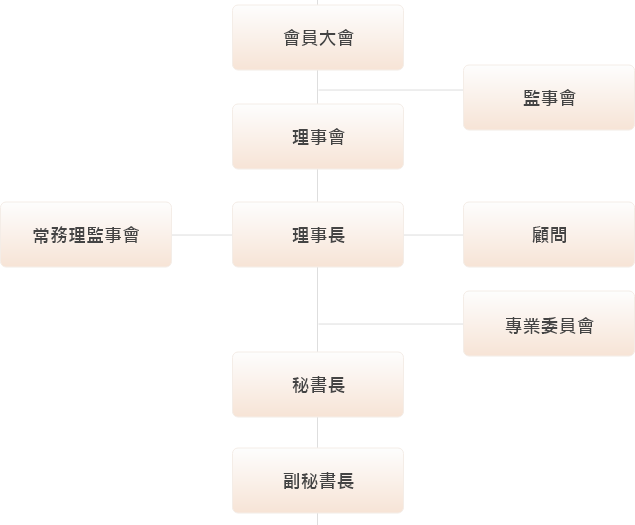 會員大會
監事會
理事會
常務理監事會
理事長
顧問
專業委員會
秘書長
副秘書長